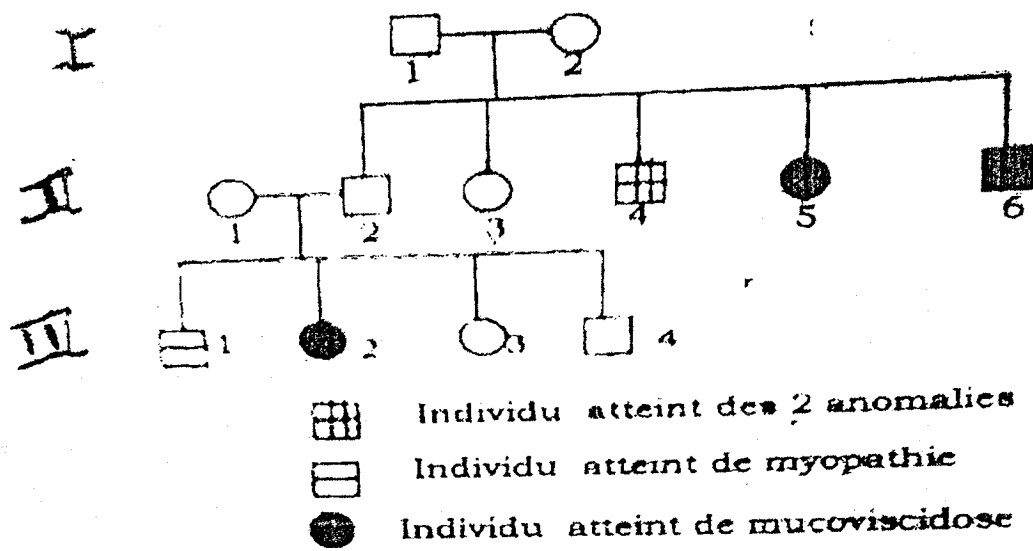 I
1 2
II
1 2 3 4 5 6
III
1 2 3 4
Individu atteint des 2 anomalies
Individu atteint de myopathie
Individu atteint de mucoviscidose